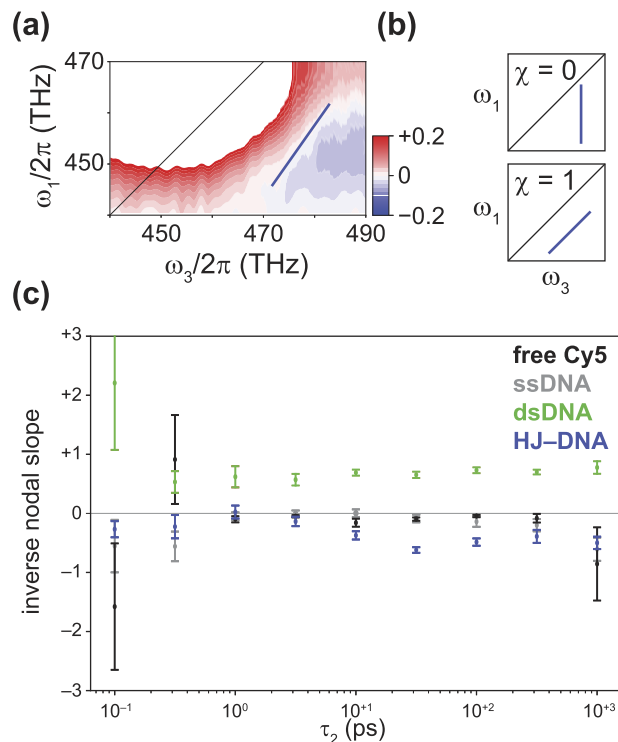 (a)
470
450
ω₁/2π (THz)
450 470 490
ω₃/2π (THz)
+0.2
0
−0.2
(b)
χ = 0
ω₁
χ = 1
ω₁
ω₃
(c)
+3
+2
+1
0
−1
−2
−3
inverse nodal slope
free Cy5
ssDNA
dsDNA
HJ–DNA
10⁻¹ 10⁰ 10⁺¹ 10⁺² 10⁺³
τ₂ (ps)